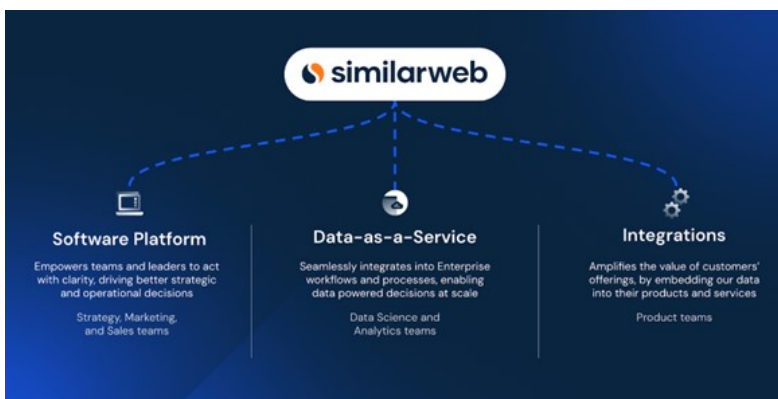 similarweb
Software Platform
Empowers teams and leaders to act
with clarity, driving better strategic
and operational decisions
Strategy, Marketing,
and Sales teams
Data-as-a-Service
Seamlessly integrates into Enterprise
workflows and processes, enabling
data powered decisions at scale
Data Science and
Analytics teams
Integrations
Amplifies the value of customers'
offerings, by embedding our data
into their products and services
Product teams